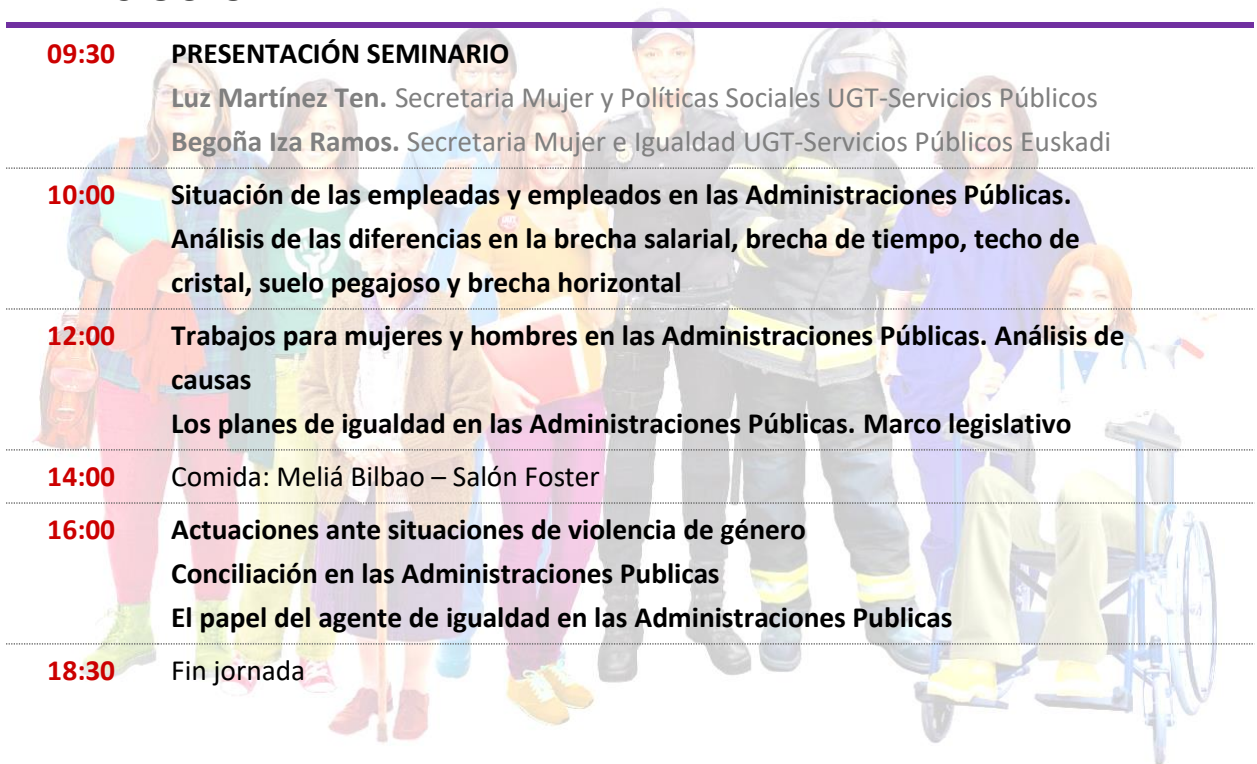 09:30 PRESENTACIÓN SEMINARIO
Luz Martínez Ten. Secretaria Mujer y Políticas Sociales UGT-Servicios Públicos
Begoña Iza Ramos. Secretaria Mujer e Igualdad UGT-Servicios Públicos Euskadi
10:00 Situación de las empleadas y empleados en las Administraciones Públicas.
Análisis de las diferencias en la brecha salarial, brecha de tiempo, techo de
cristal, suelo pegajoso y brecha horizontal
12:00 Trabajos para mujeres y hombres en las Administraciones Públicas. Análisis de
causas
Los planes de igualdad en las Administraciones Públicas. Marco legislativo
14:00 Comida: Meliá Bilbao – Salón Foster
16:00 Actuaciones ante situaciones de violencia de género
Conciliación en las Administraciones Publicas
El papel del agente de igualdad en las Administraciones Publicas
18:30 Fin jornada